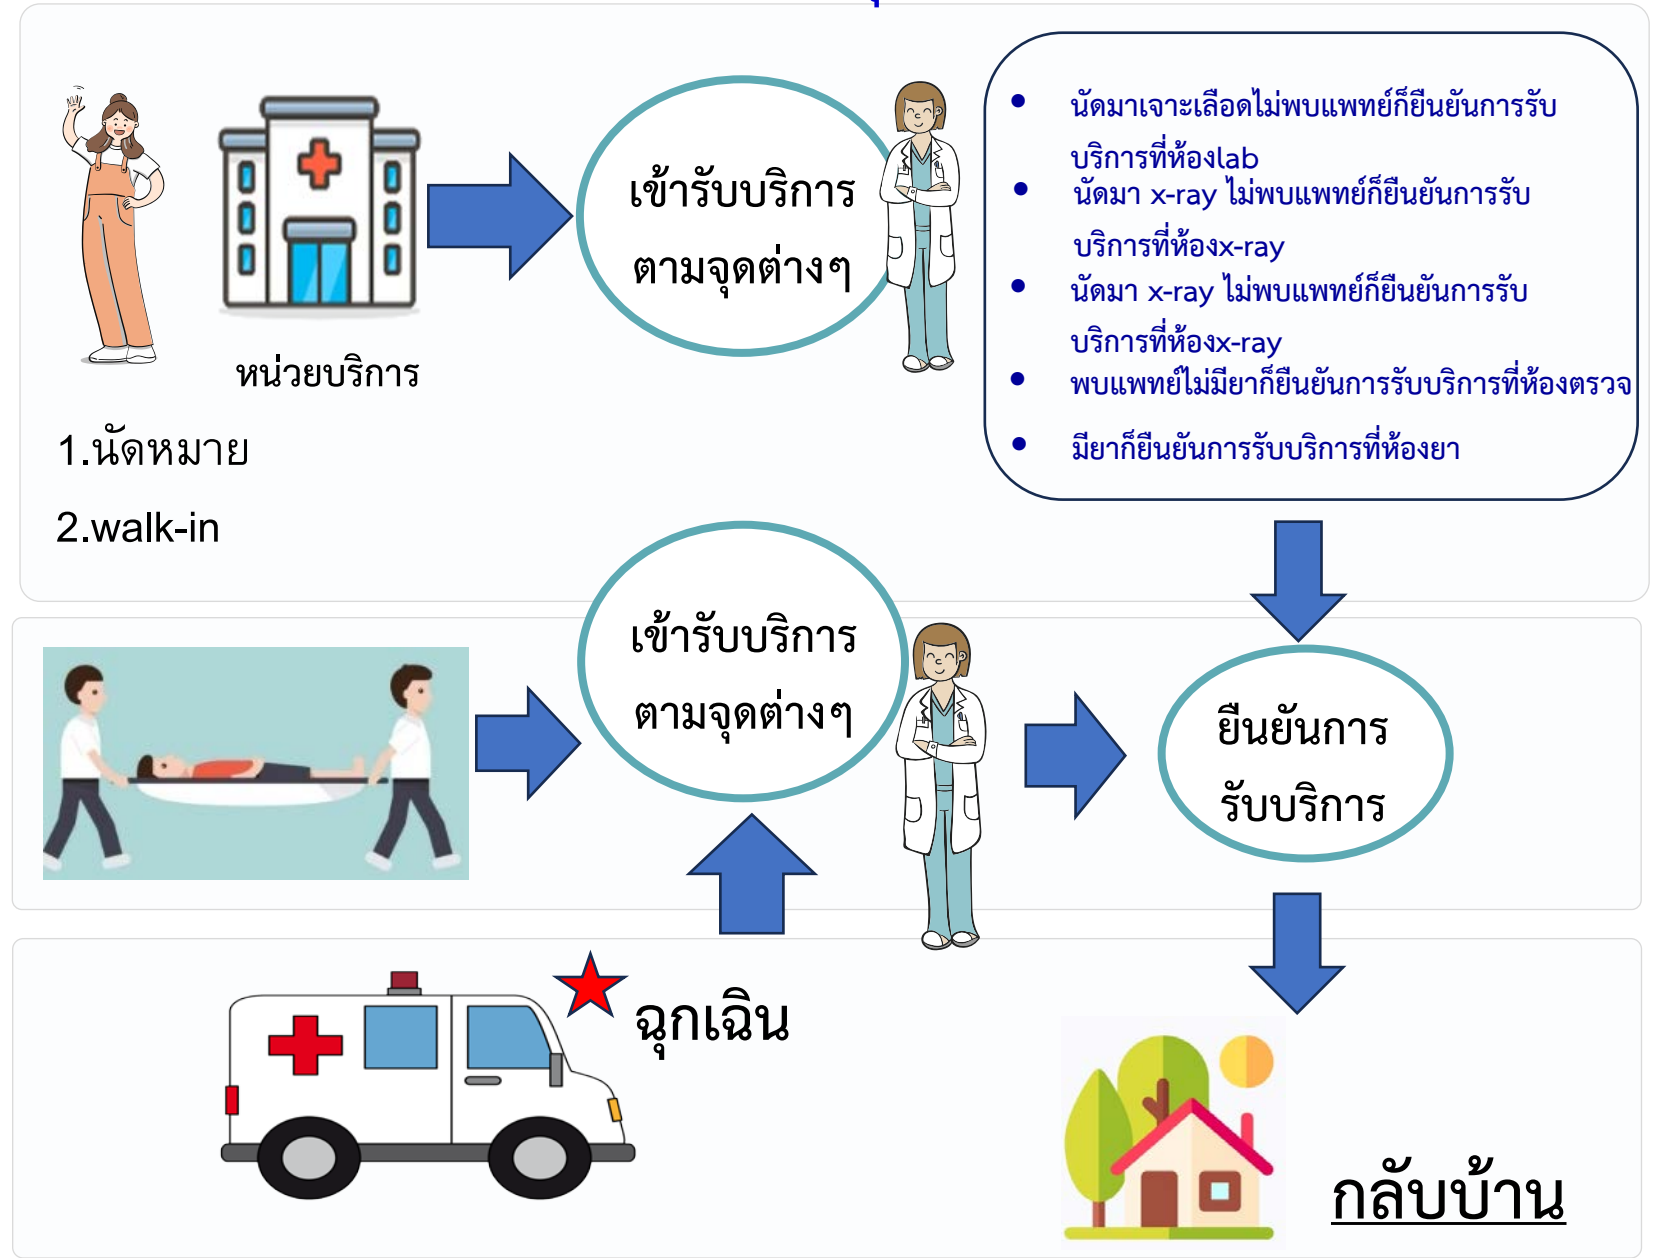 หน่วยบริการ
1.นัดหมาย
2.walk-in
เข้ารับบริการ
ตามจุดต่างๆ
• นัดมาเจาะเลือดไม่พบแพทย์ก็ยืนยันการรับ
บริการที่ห้องlab
• นัดมา x-ray ไม่พบแพทย์ก็ยืนยันการรับ
บริการที่ห้องx-ray
• นัดมา x-ray ไม่พบแพทย์ก็ยืนยันการรับ
บริการที่ห้องx-ray
• พบแพทย์ไม่มียาก็ยืนยันการรับบริการที่ห้องตรวจ
• มียาก็ยืนยันการรับบริการที่ห้องยา
เข้ารับบริการ
ตามจุดต่างๆ
ยืนยันการ
รับบริการ
ฉุกเฉิน
กลับบ้าน